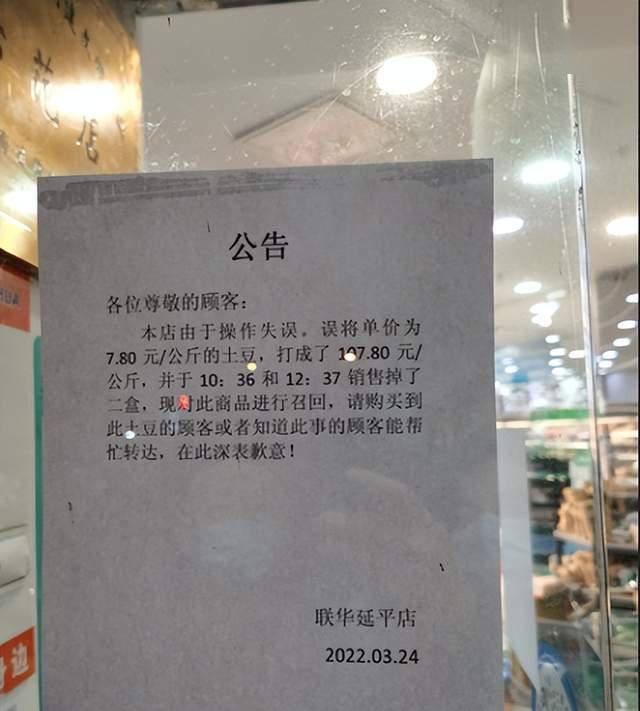 花店
公告
各位尊敬的顾客：
本店由于操作失误。误将单价为
7.80 元/公斤的土豆，打成了 107.80 元/
公斤，并于 10：36 和 12：37 销售掉了
二盒，现对此商品进行召回，请购买到
此土豆的顾客或者知道此事的顾客能帮
忙转达，在此深表歉意！
联华延平店
2022.03.24
边